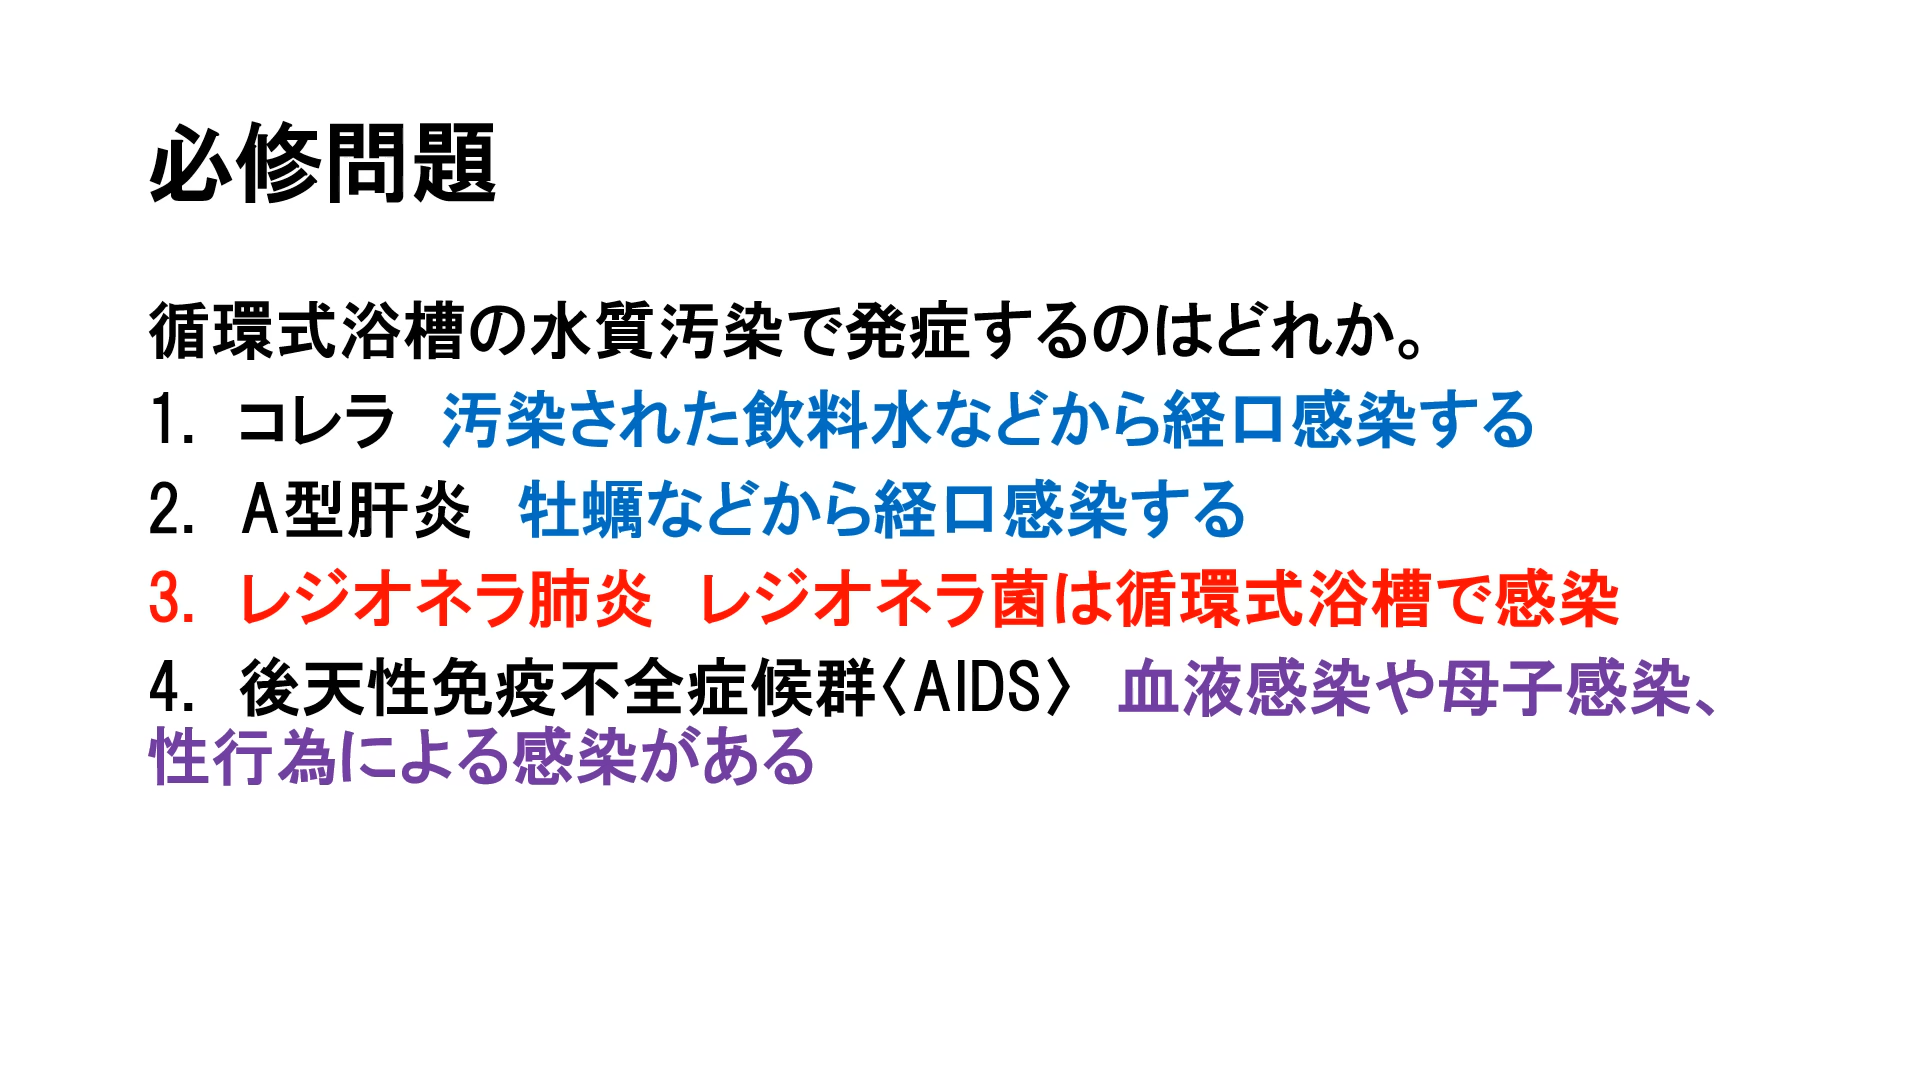 必修問題
循環式浴槽の水質汚染で発症するのはどれか。
1. コレラ　汚染された飲料水などから経口感染する
2. A型肝炎　牡蠣などから経口感染する
3. レジオネラ肺炎　レジオネラ菌は循環式浴槽で感染
4. 後天性免疫不全症候群〈AIDS〉 血液感染や母子感染、
性行為による感染がある